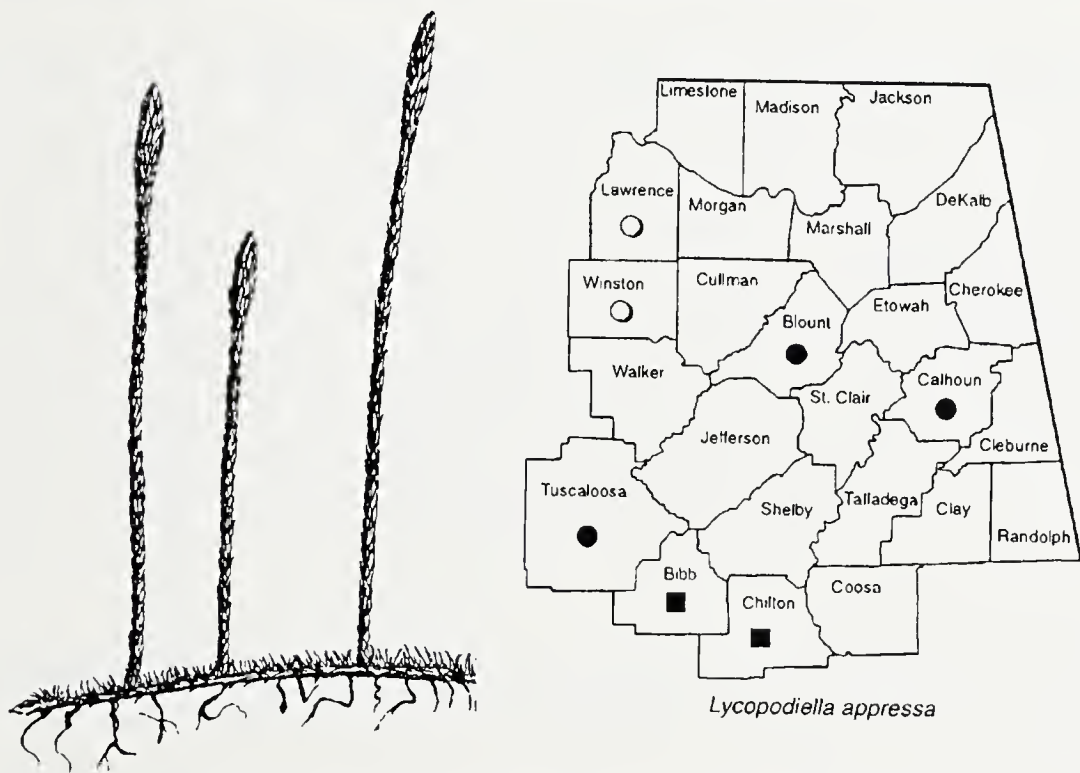 Limestone
Madison
Jackson
Lawrence
Morgan
DeKalb
Marshall
Winston
Cullman
Cherokee
Etowah
Blount
Walker
Calhoun
St. Clair
Jefferson
Cleburne
Tuscaloosa
Talladega
Shelby
Clay
Randolph
Bibb
Chilton
Coosa
Lycopodiella appressa